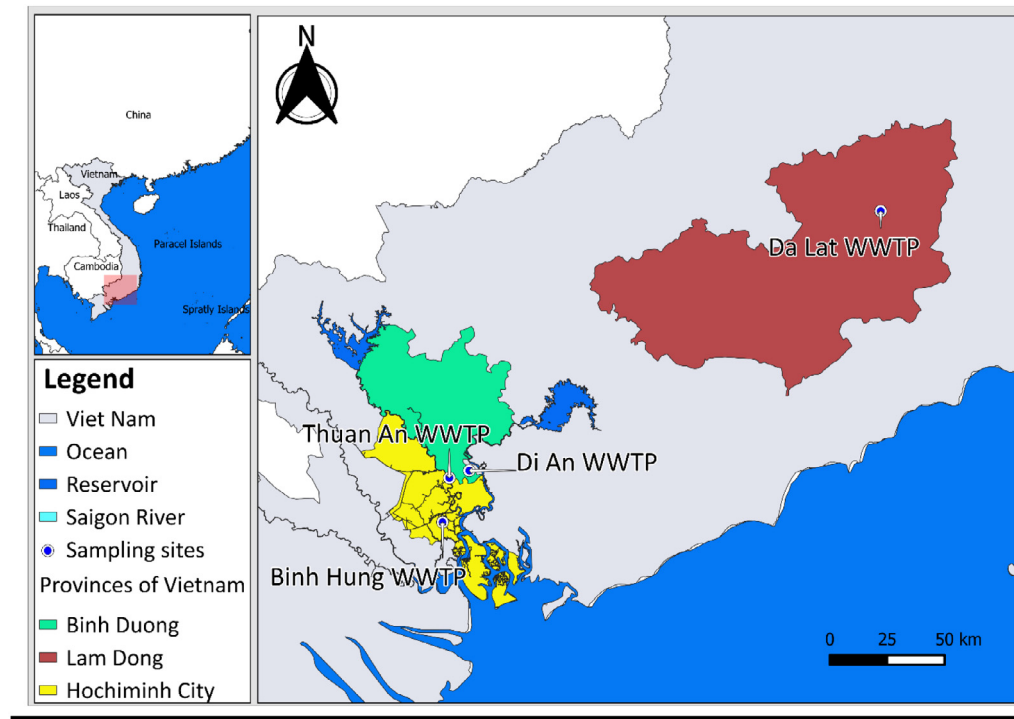 China
Vietnam
Laos
Thailand
Paracel Islands
Cambodia
Spratly Islands
Legend
Viet Nam
Ocean
Reservoir
Saigon River
Sampling sites
Provinces of Vietnam
Binh Duong
Lam Dong
Hochiminh City
N
Da Lat WWTP
Thuan An WWTP
Di An WWTP
Binh Hung WWTP
0 25 50 km